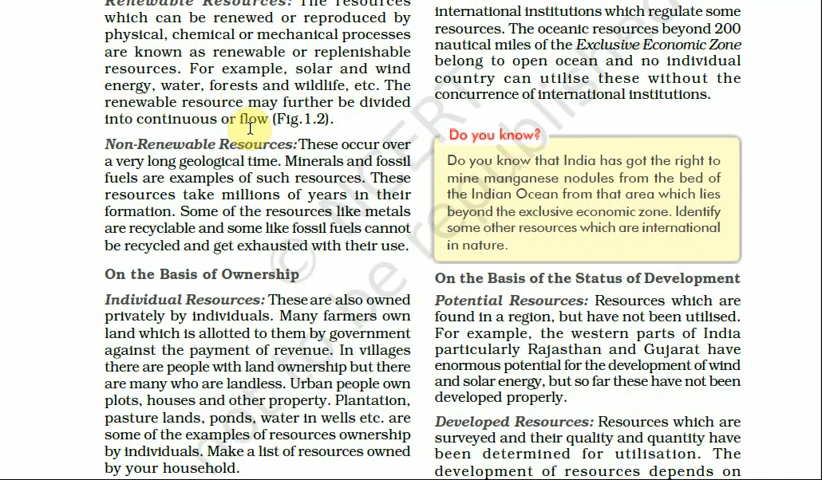 Renewable Resources: The resources
which can be renewed or reproduced by
physical, chemical or mechanical processes
are known as renewable or replenishable
resources. For example, solar and wind
energy, water, forests and wildlife, etc. The
renewable resource may further be divided
into continuous or flow (Fig.1.2).
Non-Renewable Resources: These occur over
a very long geological time. Minerals and fossil
fuels are examples of such resources. These
resources take millions of years in their
formation. Some of the resources like metals
are recyclable and some like fossil fuels cannot
be recycled and get exhausted with their use.
On the Basis of Ownership
Individual Resources: These are also owned
privately by individuals. Many farmers own
land which is allotted to them by government
against the payment of revenue. In villages
there are people with land ownership but there
are many who are landless. Urban people own
plots, houses and other property. Plantation,
pasture lands, ponds, water in wells etc. are
some of the examples of resources ownership
by individuals. Make a list of resources owned
by your household.
international institutions which regulate some
resources. The oceanic resources beyond 200
nautical miles of the Exclusive Economic Zone
belong to open ocean and no individual
country can utilise these without the
concurrence of international institutions.
Do you know?
Do you know that India has got the right to
mine manganese nodules from the bed of
the Indian Ocean from that area which lies
beyond the exclusive economic zone. Identify
some other resources which are international
in nature.
On the Basis of the Status of Development
Potential Resources: Resources which are
found in a region, but have not been utilised.
For example, the western parts of India
particularly Rajasthan and Gujarat have
enormous potential for the development of wind
and solar energy, but so far these have not been
developed properly.
Developed Resources: Resources which are
surveyed and their quality and quantity have
been determined for utilisation. The
development of resources depends on
© NCERT
not to be republished